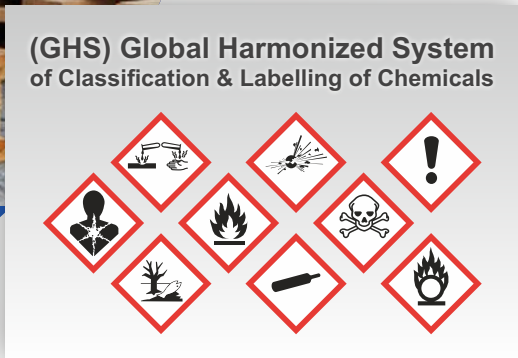 (GHS) Global Harmonized System
of Classification & Labelling of Chemicals